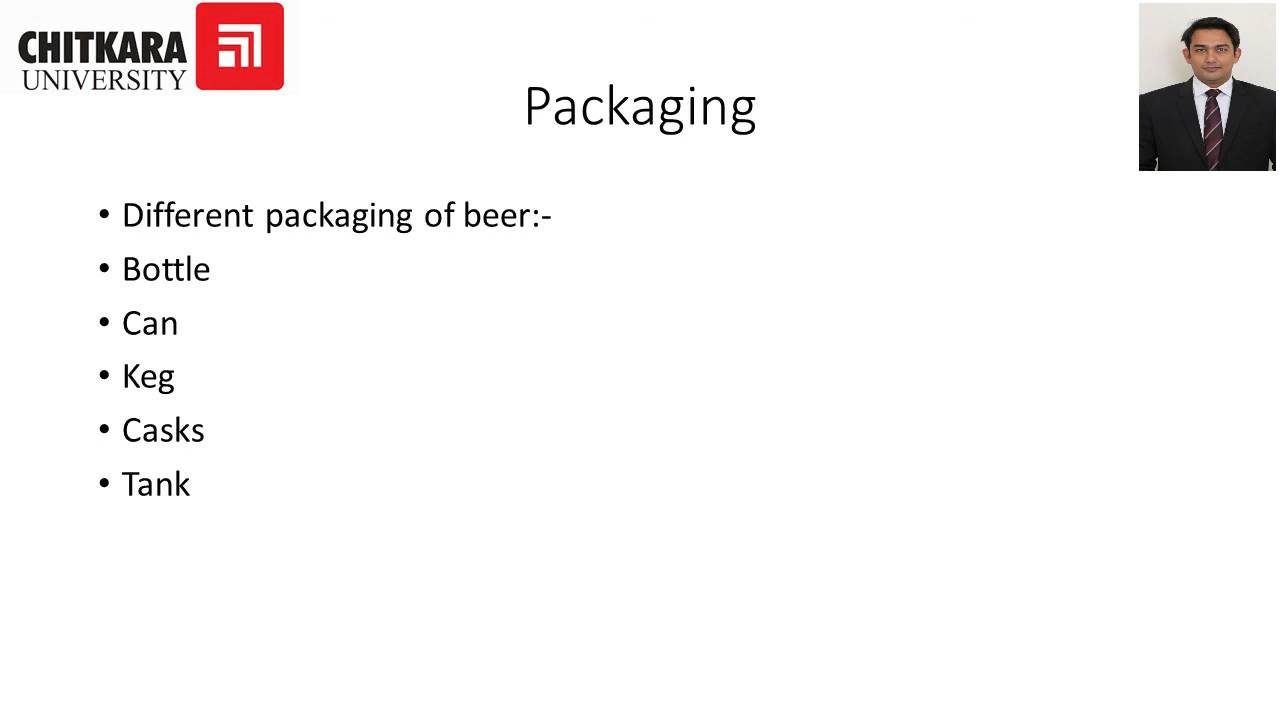 CHITKARA
UNIVERSITY
Packaging
• Different packaging of beer:-
• Bottle
• Can
• Keg
• Casks
• Tank